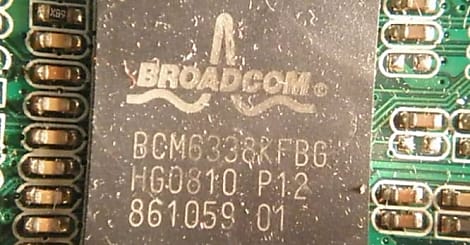 BROADCOM®
BCM6338KFBG
HG0810 P12
861059 01